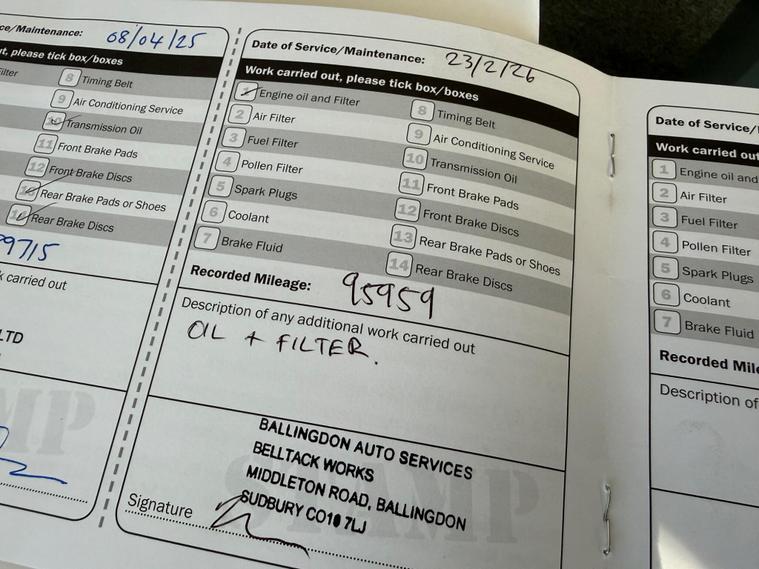 ce/Maintenance: 08/04/25
ut, please tick box/boxes
Filter
8 Timing Belt
9 Air Conditioning Service
10 Transmission Oil
11 Front Brake Pads
12 Front Brake Discs
Rear Brake Pads or Shoes
Rear Brake Discs
99715
k carried out
LTD
Date of Service/Maintenance: 23/2/26
Work carried out, please tick box/boxes
1 Engine oil and Filter
2 Air Filter
3 Fuel Filter
4 Pollen Filter
5 Spark Plugs
6 Coolant
7 Brake Fluid
8 Timing Belt
9 Air Conditioning Service
10 Transmission Oil
11 Front Brake Pads
12 Front Brake Discs
13 Rear Brake Pads or Shoes
14 Rear Brake Discs
Recorded Mileage: 95959
Description of any additional work carried out
OIL + FILTER.
BALLINGDON AUTO SERVICES
BELLTACK WORKS
MIDDLETON ROAD, BALLINGDON
SUDBURY CO10 7LJ
STAMP
Signature
Date of Service/
Work carried out
1 Engine oil and
2 Air Filter
3 Fuel Filter
4 Pollen Filter
5 Spark Plugs
6 Coolant
7 Brake Fluid
Recorded Mile
Description of